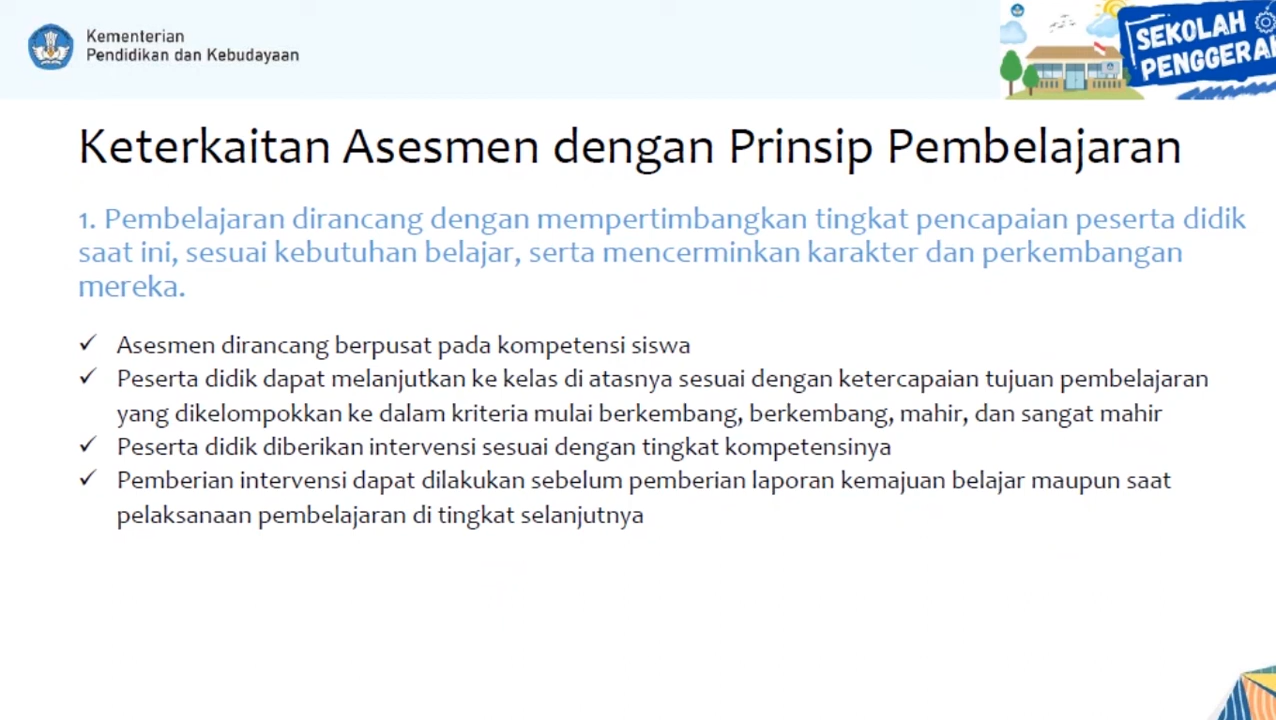 Kementerian
Pendidikan dan Kebudayaan
SEKOLAH
PENGGERA
Keterkaitan Asesmen dengan Prinsip Pembelajaran
1. Pembelajaran dirancang dengan mempertimbangkan tingkat pencapaian peserta didik
saat ini, sesuai kebutuhan belajar, serta mencerminkan karakter dan perkembangan
mereka.
✓ Asesmen dirancang berpusat pada kompetensi siswa
✓ Peserta didik dapat melanjutkan ke kelas di atasnya sesuai dengan ketercapaian tujuan pembelajaran
yang dikelompokkan ke dalam kriteria mulai berkembang, berkembang, mahir, dan sangat mahir
✓ Peserta didik diberikan intervensi sesuai dengan tingkat kompetensinya
✓ Pemberian intervensi dapat dilakukan sebelum pemberian laporan kemajuan belajar maupun saat
pelaksanaan pembelajaran di tingkat selanjutnya